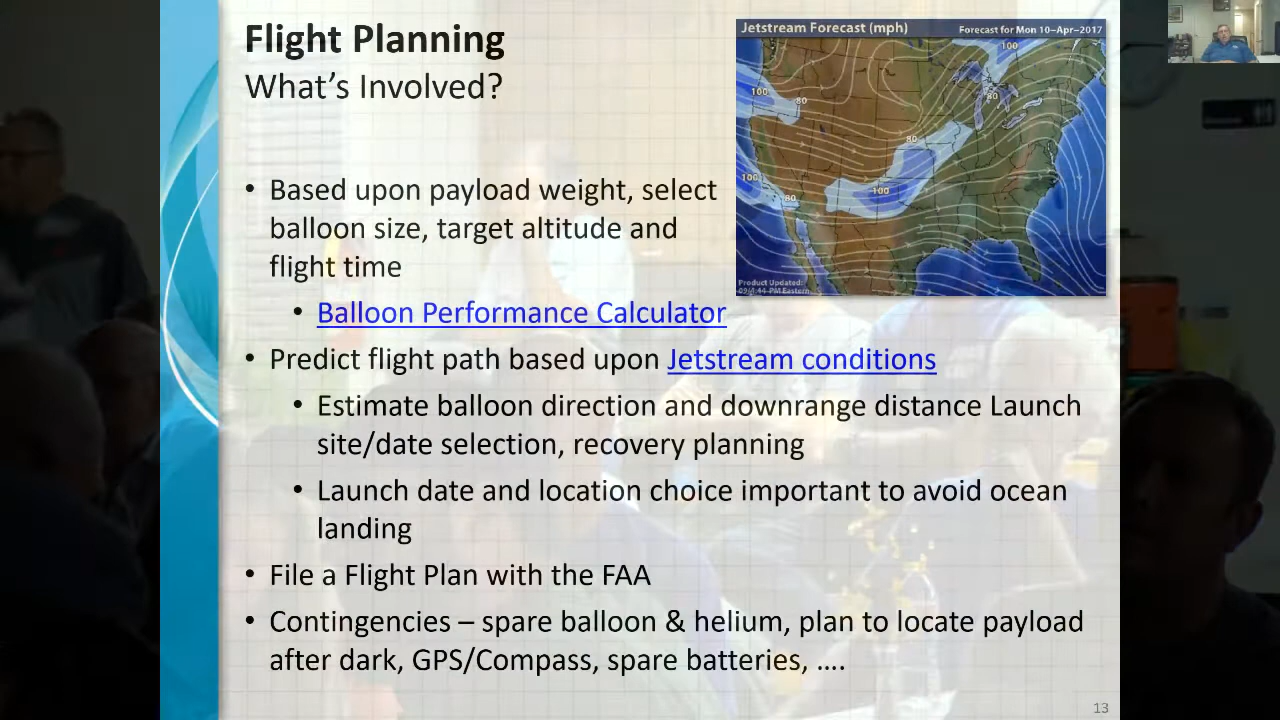 Flight Planning
What's Involved?
Jetstream Forecast (mph)
Forecast for Mon 10-Apr-2017
100
100
80
80
80
100
100
80
Product Updated:
• Based upon payload weight, select
balloon size, target altitude and
flight time
• Balloon Performance Calculator
• Predict flight path based upon Jetstream conditions
• Estimate balloon direction and downrange distance Launch
site/date selection, recovery planning
• Launch date and location choice important to avoid ocean
landing
• File a Flight Plan with the FAA
• Contingencies – spare balloon & helium, plan to locate payload
after dark, GPS/Compass, spare batteries, ….
13